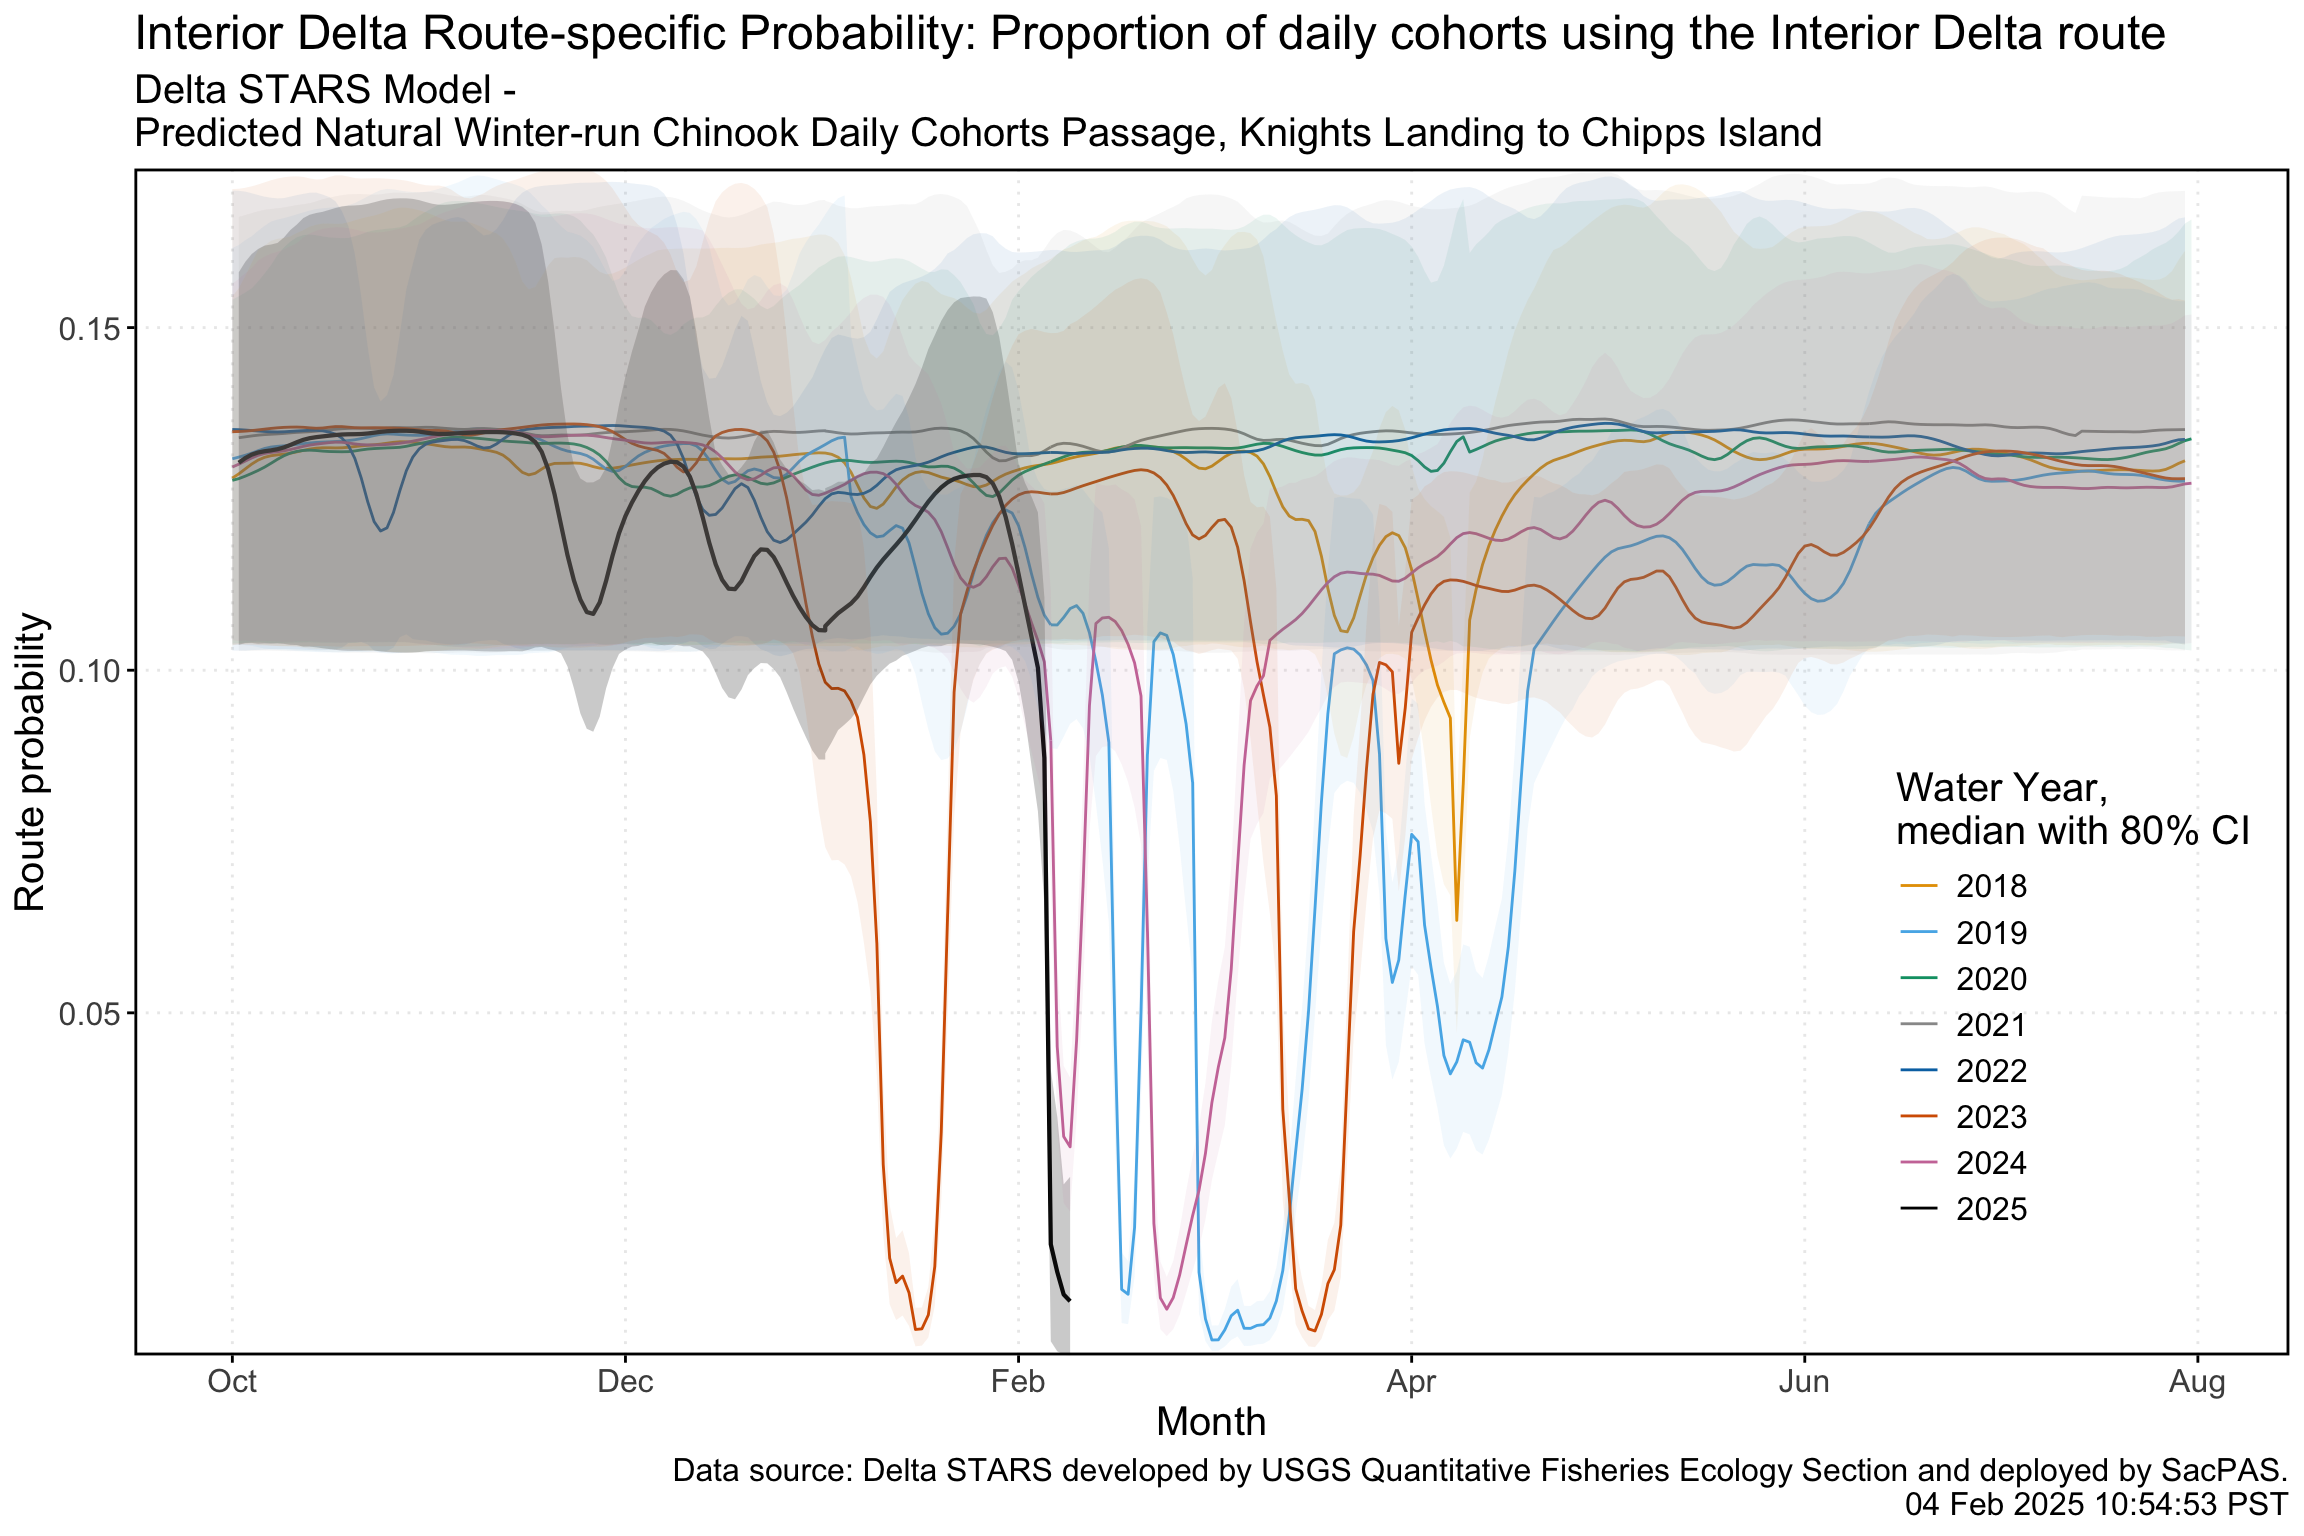 Interior Delta Route-specific Probability: Proportion of daily cohorts using the Interior Delta route
Delta STARS Model -
Predicted Natural Winter-run Chinook Daily Cohorts Passage, Knights Landing to Chipps Island
Route probability
0.15
0.10
0.05
Water Year,
median with 80% CI
2018
2019
2020
2021
2022
2023
2024
2025
Oct
Dec
Feb
Apr
Jun
Aug
Month
Data source: Delta STARS developed by USGS Quantitative Fisheries Ecology Section and deployed by SacPAS.
04 Feb 2025 10:54:53 PST